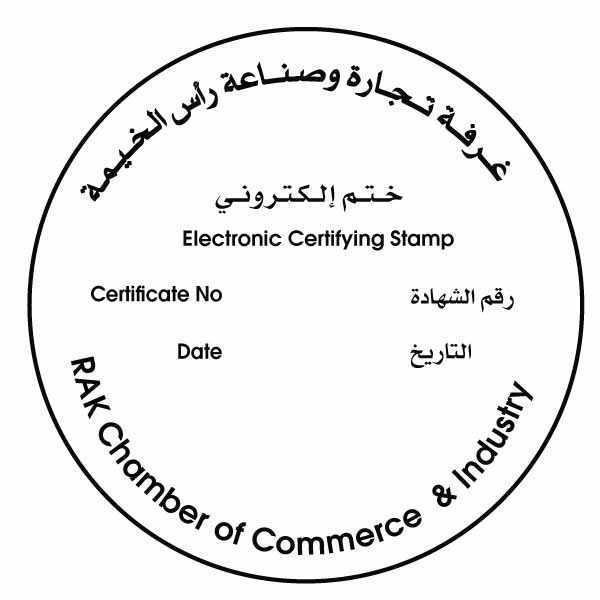 غرفة تجارة وصناعة رأس الخيمة
ختم إلكتروني
Electronic Certifying Stamp
Certificate No رقم الشهادة
Date التاريخ
RAK Chamber of Commerce & Industry